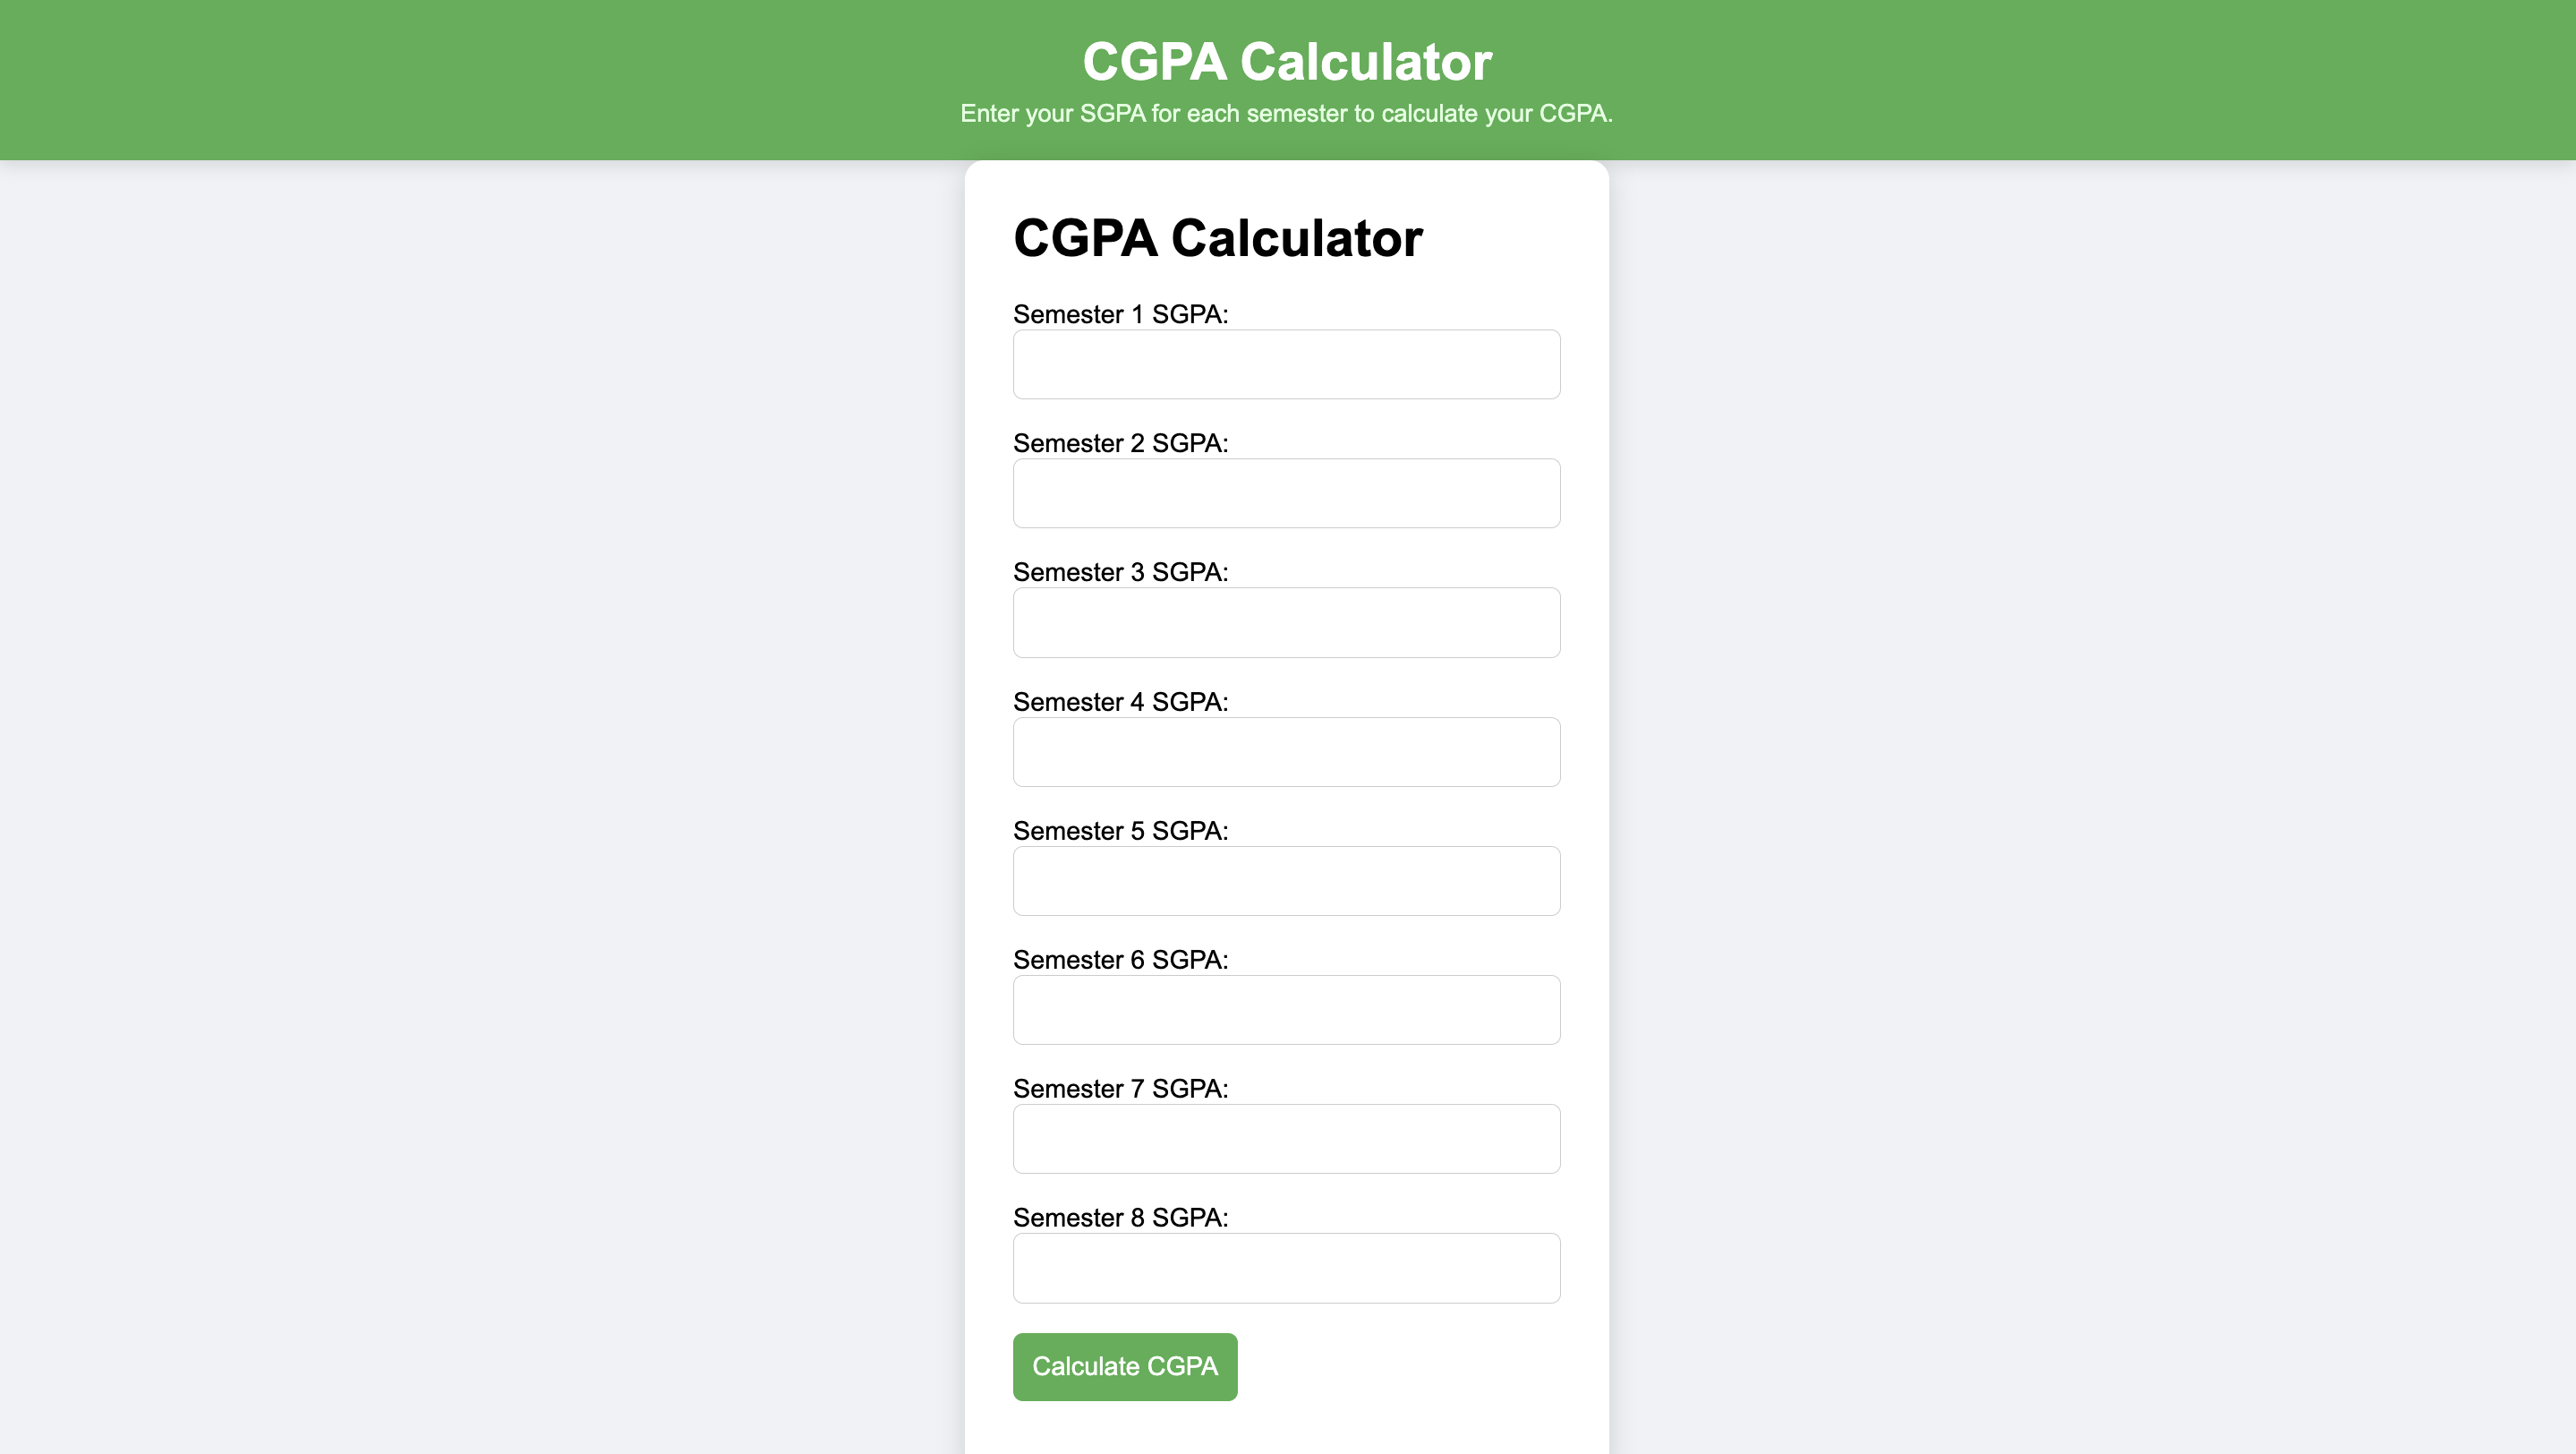 CGPA Calculator
Enter your SGPA for each semester to calculate your CGPA.
CGPA Calculator
Semester 1 SGPA:
Semester 2 SGPA:
Semester 3 SGPA:
Semester 4 SGPA:
Semester 5 SGPA:
Semester 6 SGPA:
Semester 7 SGPA:
Semester 8 SGPA:
Calculate CGPA